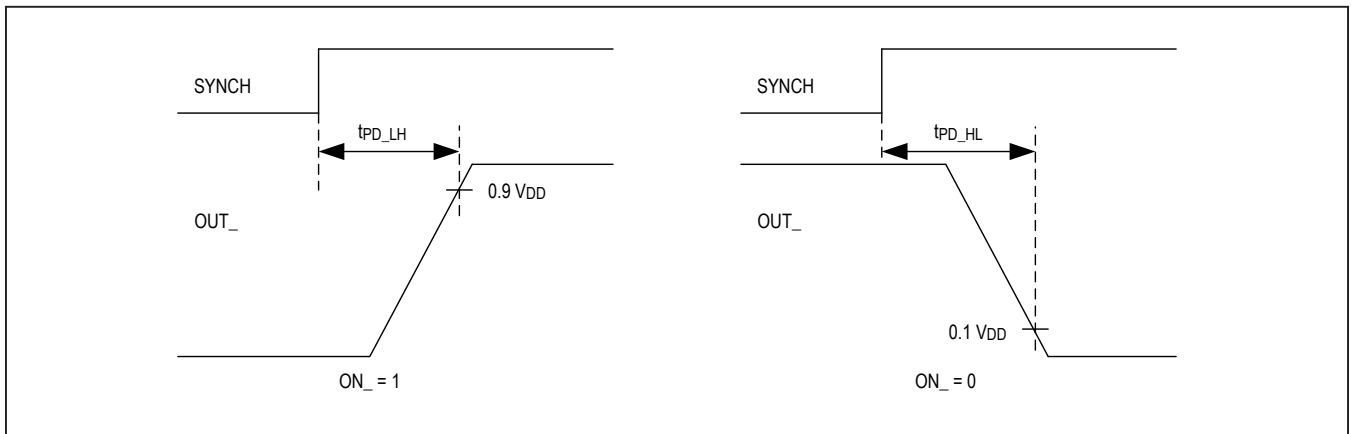 SYNCH
tPD_LH
0.9 VDD
OUT_
ON_ = 1
SYNCH
tPD_HL
OUT_
0.1 VDD
ON_ = 0